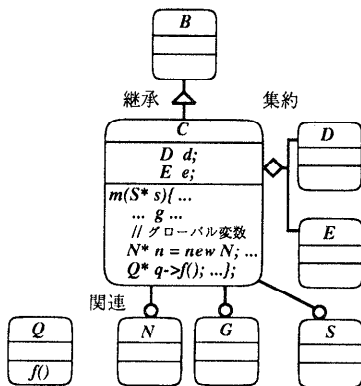 B
継承
集約
C
D d;
E e;
m(S* s){ ...
... g ...
// グローバル変数
N* n = new N; ...
Q* q->f(); ...};
D
E
関連
Q
f()
N
G
S